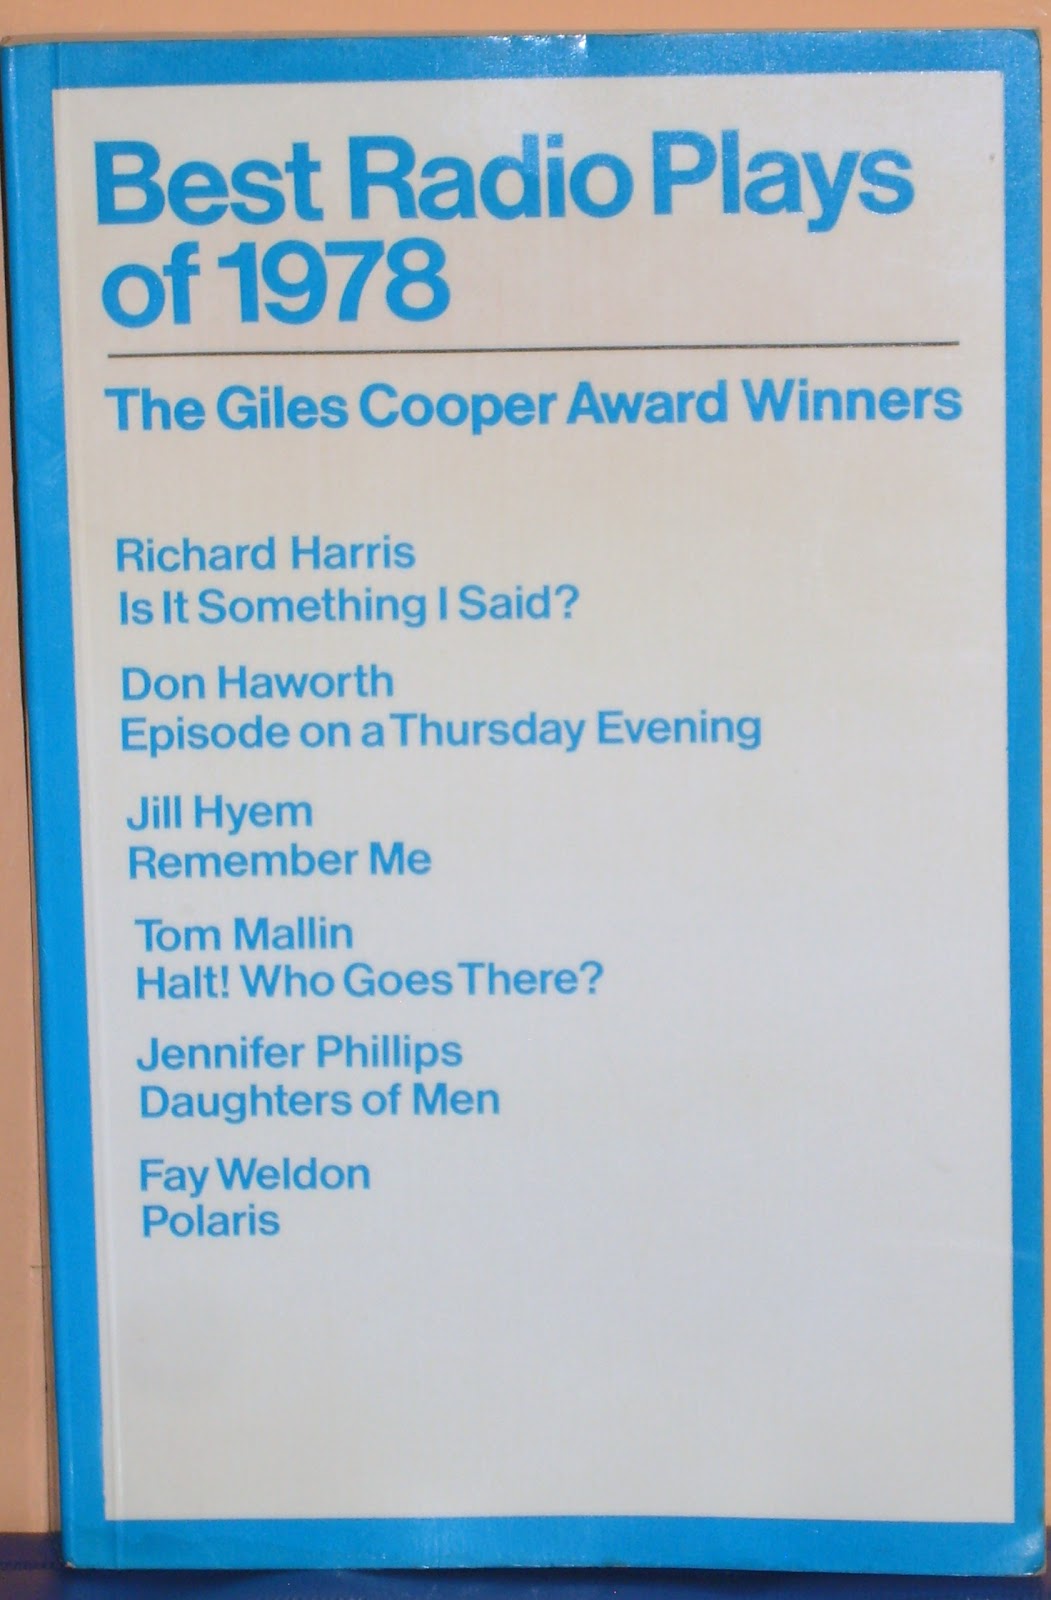 Best Radio Plays
of 1978
The Giles Cooper Award Winners
Richard Harris
Is It Something I Said?
Don Haworth
Episode on a Thursday Evening
Jill Hyem
Remember Me
Tom Mallin
Halt! Who Goes There?
Jennifer Phillips
Daughters of Men
Fay Weldon
Polaris